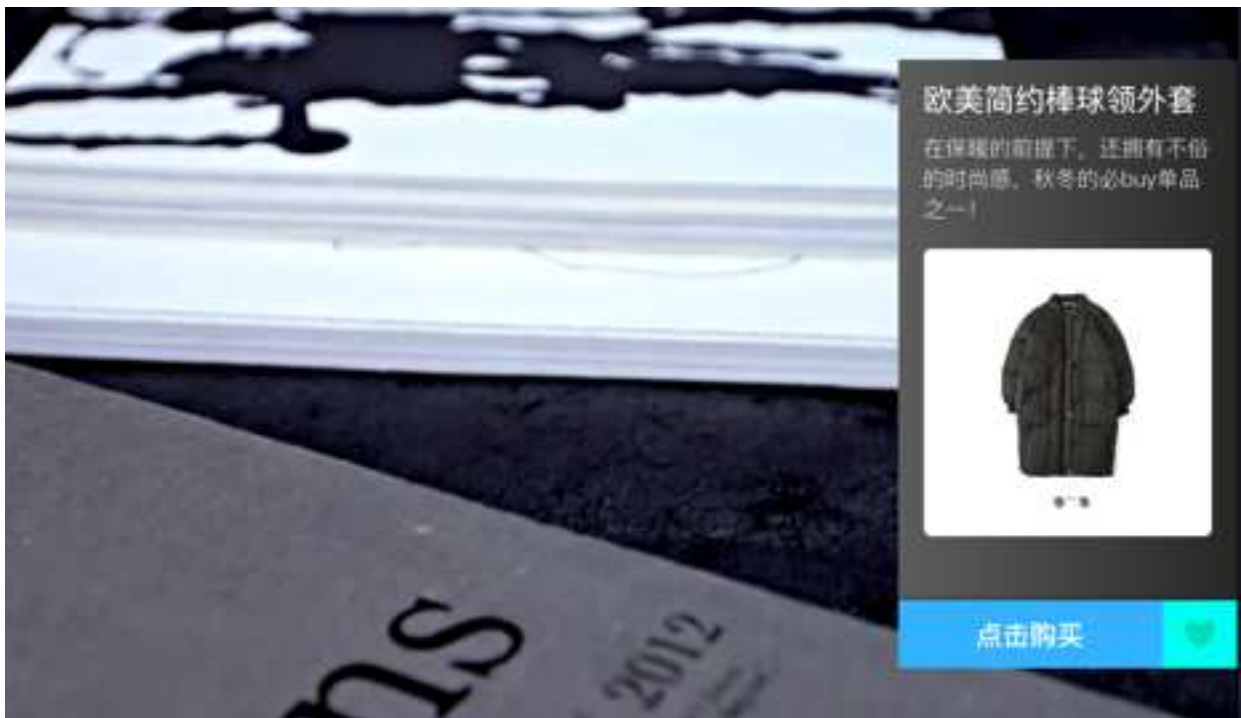 欧美简约棒球领外套
在保暖的前提下，还拥有不俗
的时尚感，秋冬的必buy单品
之一！
点击购买
ns
2012